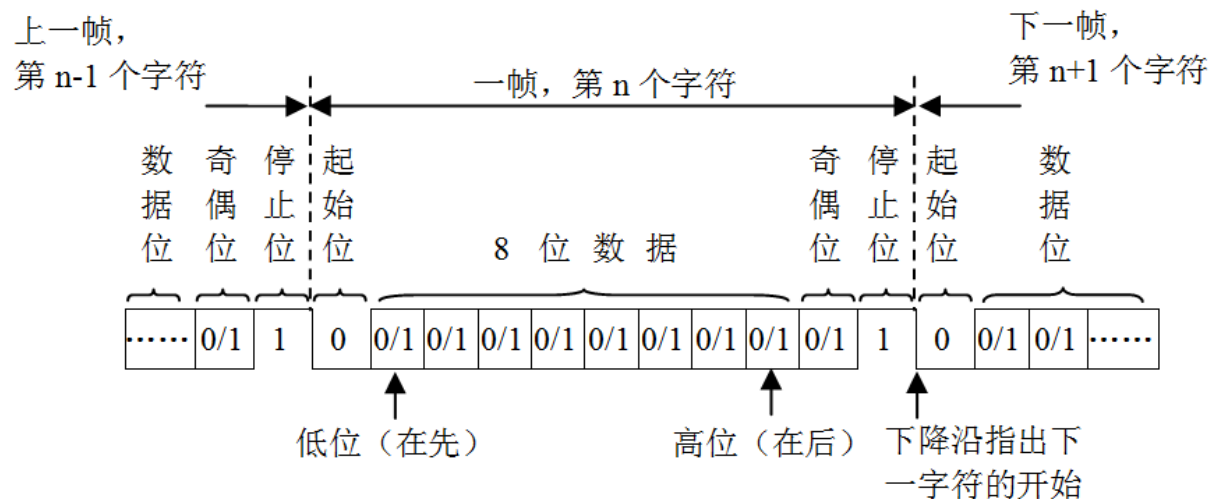 上一帧，
第 n-1 个字符
一帧，第 n 个字符
下一帧，
第 n+1 个字符
数据位 奇偶位 停止位 起始位 8 位数据 奇偶位 停止位 起始位 数据位
…… 0/1 1 0 0/1 0/1 0/1 0/1 0/1 0/1 0/1 0/1 0/1 1 0 0/1 0/1 ……
低位（在先）
高位（在后）
下降沿指出下
一字符的开始